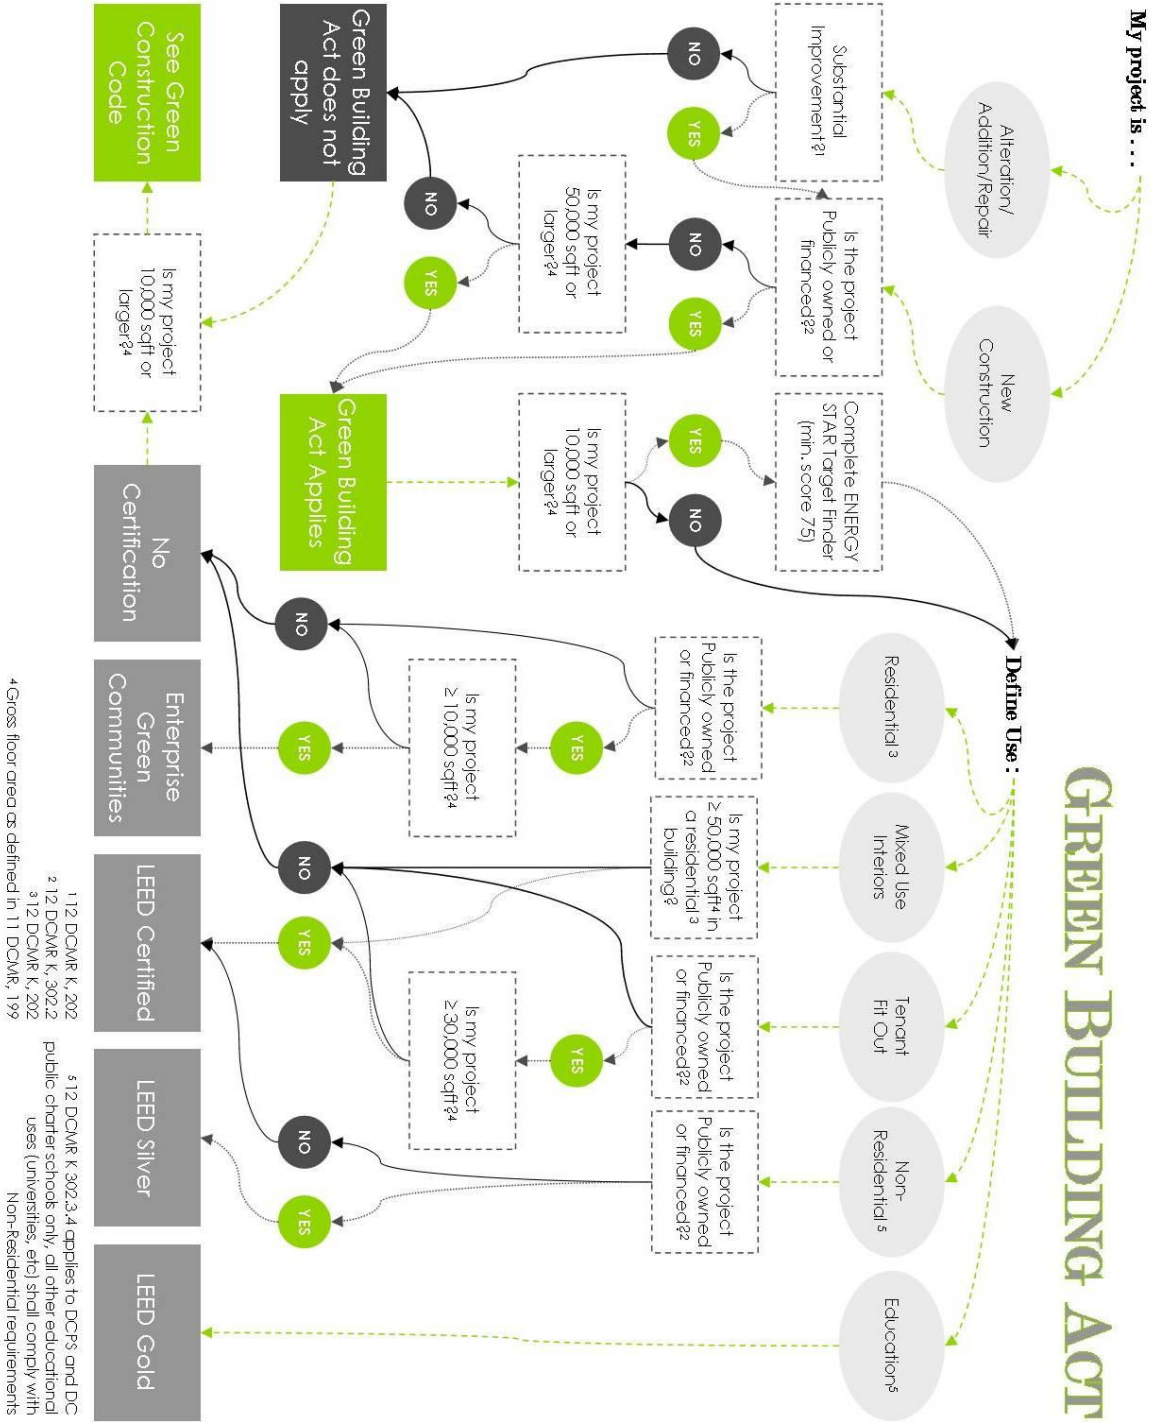 GREEN BUILDING ACT
My project is . . .
Alteration/
Addition/Repair
New
Construction
Substantial
Improvement?¹
NO
YES
Is the project
Publicly owned or
financed?²
NO
YES
Is my project
50,000 sqft or
larger?⁴
NO
YES
Green Building
Act does not
apply
See Green
Construction
Code
Is my project
10,000 sqft or
larger?⁴
Green Building
Act Applies
Is my project
10,000 sqft or
larger?⁴
YES
NO
Complete ENERGY
STAR Target Finder
(min. score 75)
Define Use:
Residential ³
Mixed Use
Interiors
Tenant
Fit Out
Non-
Residential ⁵
Education⁵
Is the project
Publicly owned
or financed?²
Is my project
≥ 50,000 sqft⁴ in
a residential ³
building?
Is the project
Publicly owned
or financed?²
Is the project
Publicly owned
or financed?²
YES
YES
Is my project
≥ 10,000 sqft?⁴
Is my project
≥ 30,000 sqft?⁴
NO
YES
NO
YES
NO
YES
No
Certification
Enterprise
Green
Communities
LEED Certified
LEED Silver
LEED Gold
¹ 12 DCMR K, 202
² 12 DCMR K, 302.2
³ 12 DCMR K, 202
⁴ Gross floor area as defined in 11 DCMR, 199
⁵ 12 DCMR K 302.3.4 applies to DCPS and DC
public charter schools only, all other educational
uses (universities, etc) shall comply with
Non-Residential requirements